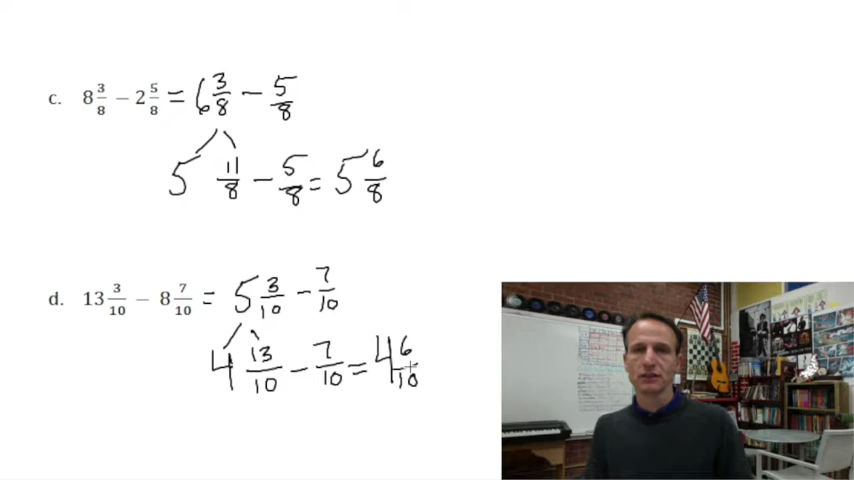 c. 8 3/8 − 2 5/8 = 6 3/8 − 5/8
5 11/8 − 5/8 = 5 6/8
d. 13 3/10 − 8 7/10 = 5 3/10 − 7/10
4 13/10 − 7/10 = 4 6/10